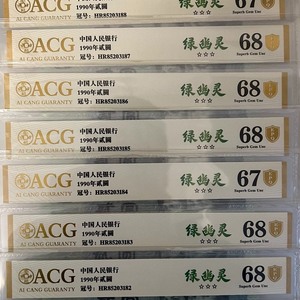 ACG 1990年贰圆 绿幽灵 67
AI CANG GUARANTY 冠号: HR85203188 ☆☆☆ Superb Gem Unc
中国人民银行
ACG 1990年贰圆 绿幽灵 68
AI CANG GUARANTY 冠号: HR85203187 ☆☆☆ Superb Gem Unc
中国人民银行
ACG 1990年贰圆 绿幽灵 68
AI CANG GUARANTY 冠号: HR85203186 ☆☆☆ Superb Gem Unc
中国人民银行
ACG 1990年贰圆 绿幽灵 68
AI CANG GUARANTY 冠号: HR85203185 ☆☆☆ Superb Gem Unc
中国人民银行
ACG 1990年贰圆 绿幽灵 67
AI CANG GUARANTY 冠号: HR85203184 ☆☆☆ Superb Gem Unc
中国人民银行
ACG 1990年贰圆 绿幽灵 68
AI CANG GUARANTY 冠号: HR85203183 ☆☆☆ Superb Gem Unc
中国人民银行
ACG 1990年贰圆 绿幽灵 68
AI CANG GUARANTY 冠号: HR85203182 ☆☆☆ Superb Gem Unc